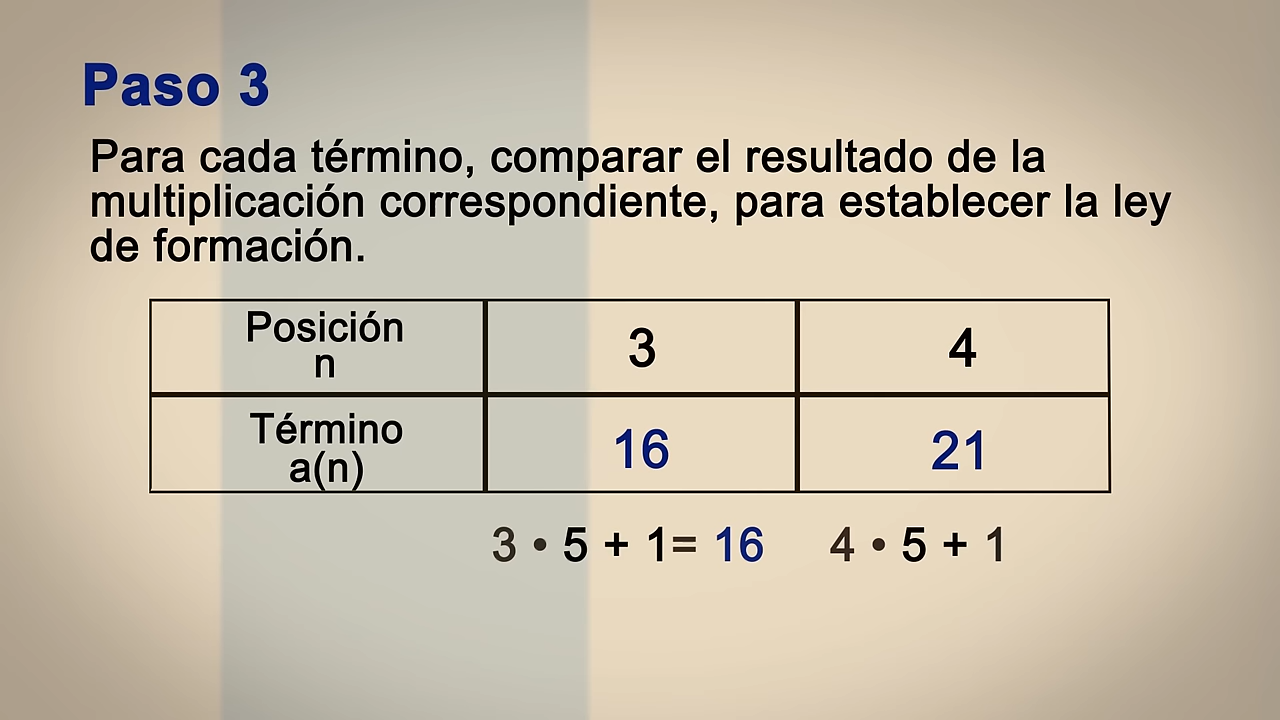 Paso 3
Para cada término, comparar el resultado de la
multiplicación correspondiente, para establecer la ley
de formación.
Posición
n
3
4
Término
a(n)
16
21
3 • 5 + 1= 16
4 • 5 + 1